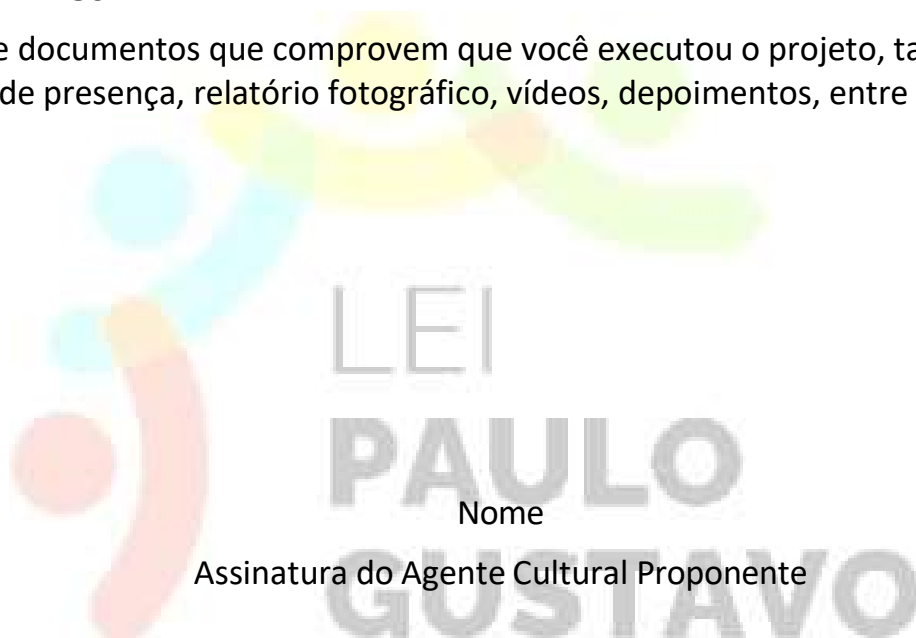 e documentos que comprovem que você executou o projeto, ta
de presença, relatório fotográfico, vídeos, depoimentos, entre
LEI
PAULO
Nome
Assinatura do Agente Cultural Proponente
GUSTAVO